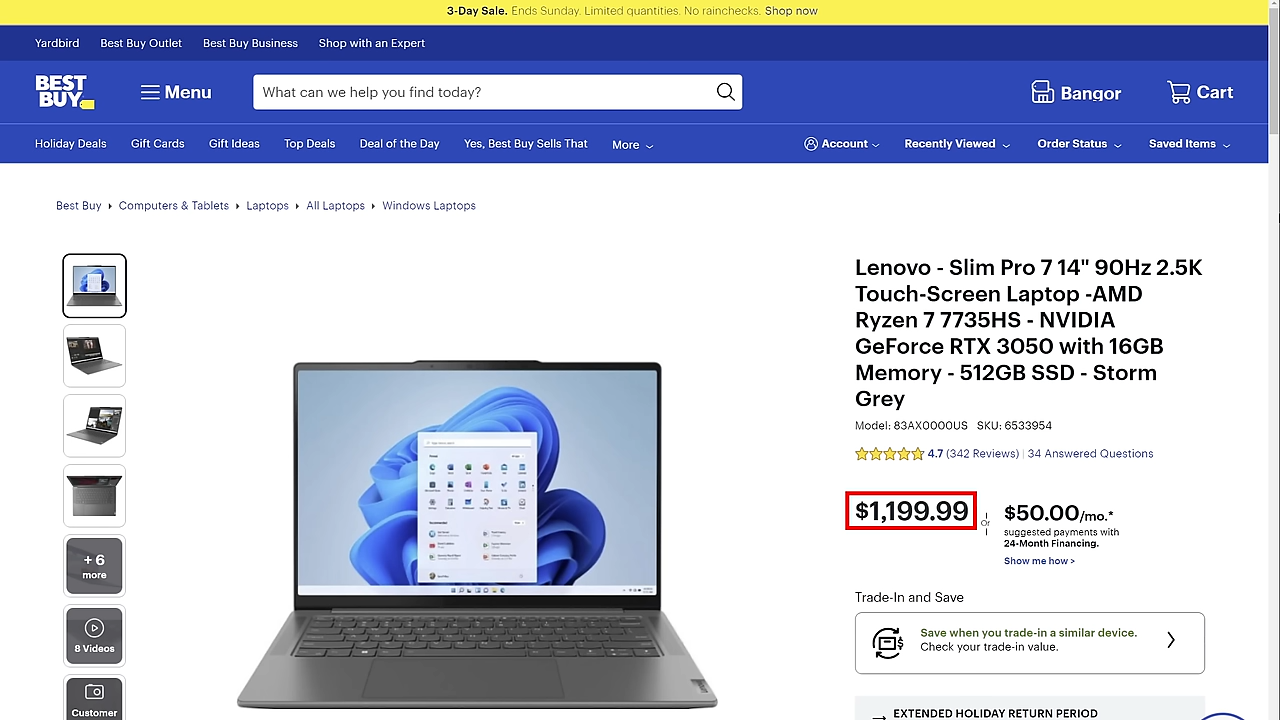 3-Day Sale. Ends Sunday. Limited quantities. No rainchecks. Shop now
Yardbird Best Buy Outlet Best Buy Business Shop with an Expert
BEST
BUY
Menu
What can we help you find today?
Bangor
Cart
Holiday Deals Gift Cards Gift Ideas Top Deals Deal of the Day Yes, Best Buy Sells That More
Account Recently Viewed Order Status Saved Items
Best Buy Computers & Tablets Laptops All Laptops Windows Laptops
+ 6
more
8 Videos
Customer
Lenovo - Slim Pro 7 14" 90Hz 2.5K
Touch-Screen Laptop -AMD
Ryzen 7 7735HS - NVIDIA
GeForce RTX 3050 with 16GB
Memory - 512GB SSD - Storm
Grey
Model: 83AX0000US SKU: 6533954
4.7 (342 Reviews) 34 Answered Questions
$1,199.99
Or
$50.00/mo.*
suggested payments with
24-Month Financing.
Show me how >
Trade-In and Save
Save when you trade-in a similar device.
Check your trade-in value.
EXTENDED HOLIDAY RETURN PERIOD